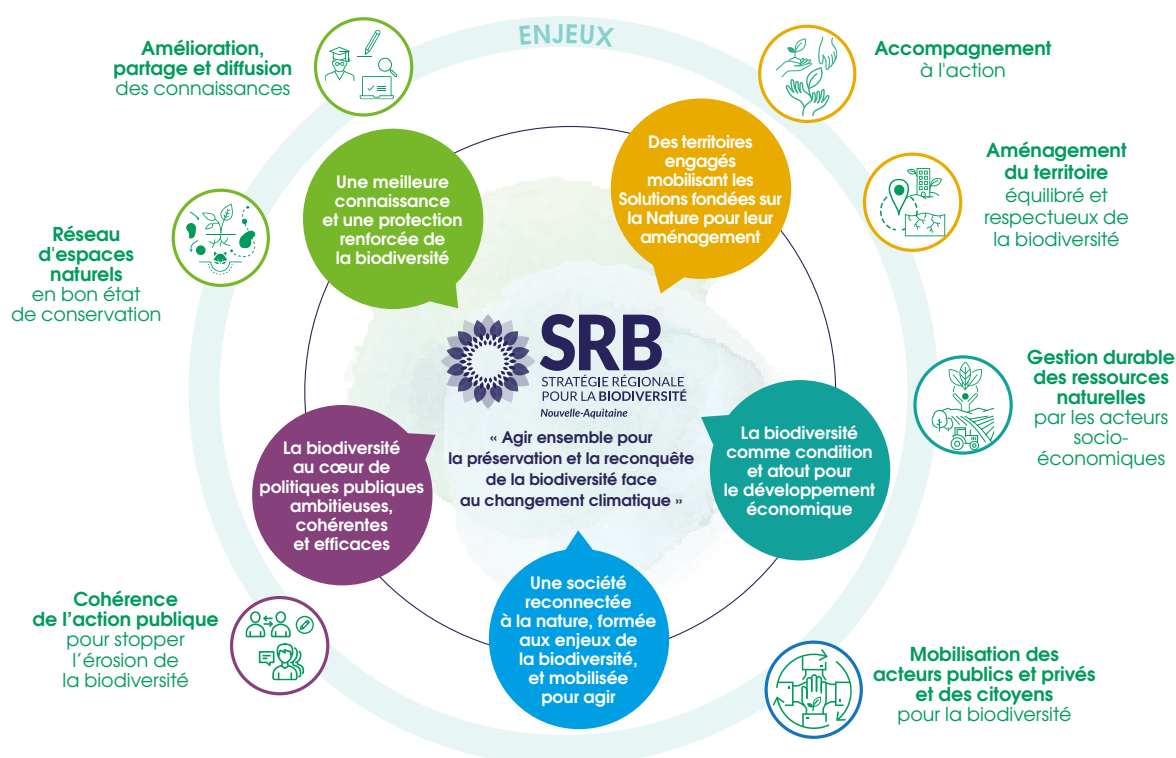 ENJEUX
Amélioration,
partage et diffusion
des connaissances
Accompagnement
à l'action
Une meilleure
connaissance
et une protection
renforcée de
la biodiversité
Des territoires
engagés
mobilisant les
Solutions fondées sur
la Nature pour leur
aménagement
Aménagement
du territoire
équilibré et
respectueux de
la biodiversité
Réseau
d'espaces
naturels
en bon état
de conservation
SRB
STRATÉGIE RÉGIONALE
POUR LA BIODIVERSITÉ
Nouvelle-Aquitaine
« Agir ensemble pour
la préservation et la reconquête
de la biodiversité face
au changement climatique »
Gestion durable
des ressources
naturelles
par les acteurs
socio-
économiques
La biodiversité
au cœur de
politiques publiques
ambitieuses,
cohérentes
et efficaces
La biodiversité
comme condition
et atout pour
le développement
économique
Une société
reconnectée
à la nature, formée
aux enjeux de
la biodiversité,
et mobilisée
pour agir
Cohérence
de l’action publique
pour stopper
l’érosion de
la biodiversité
Mobilisation des
acteurs publics et privés
et des citoyens
pour la biodiversité